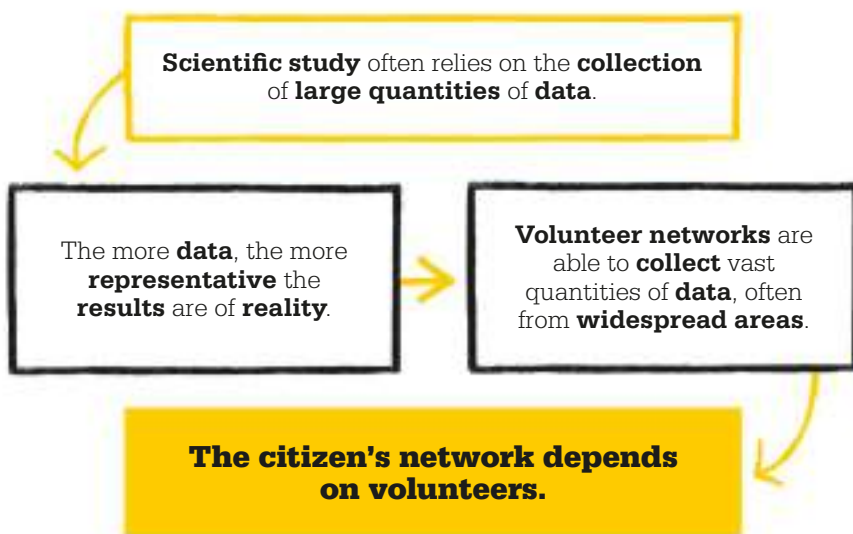 Scientific study often relies on the collection
of large quantities of data.
The more data, the more
representative the
results are of reality.
Volunteer networks are
able to collect vast
quantities of data, often
from widespread areas.
The citizen’s network depends
on volunteers.